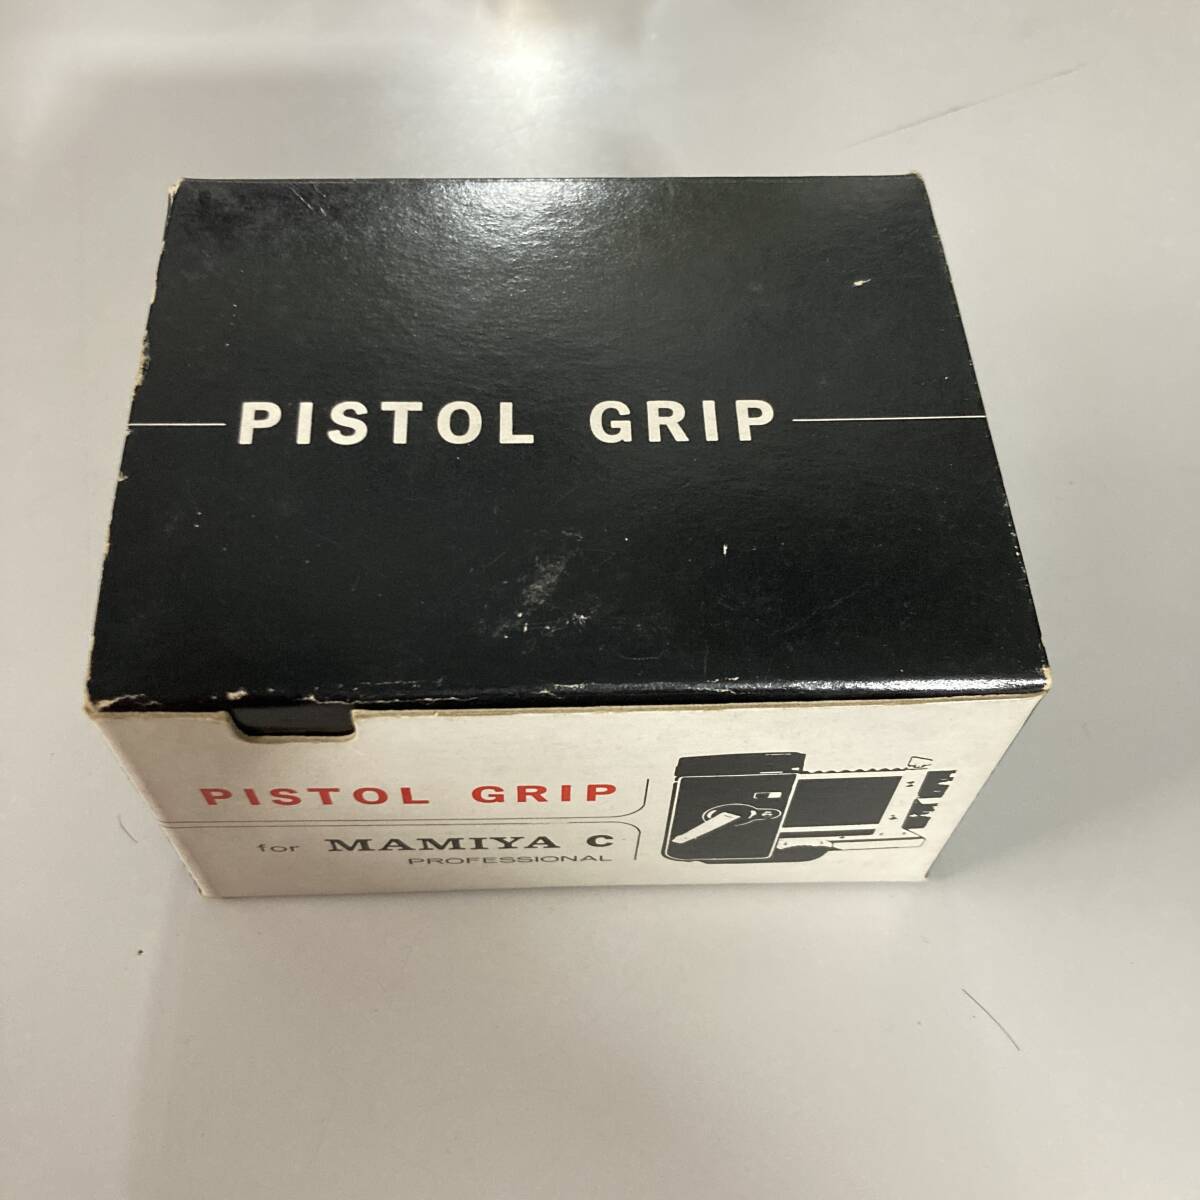 PISTOL GRIP
PISTOL GRIP
for MAMIYA C
PROFESSIONAL